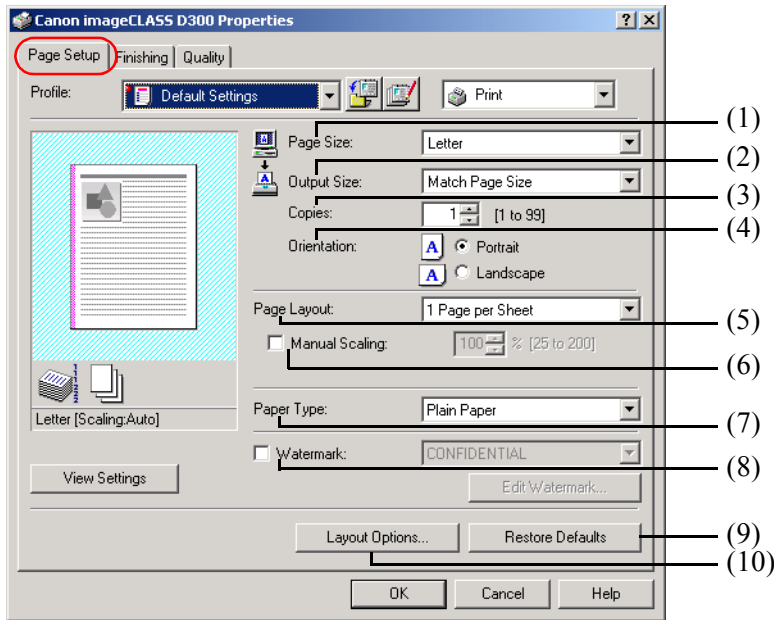 Canon imageCLASS D300 Properties
Page Setup Finishing Quality
Profile: Default Settings Print
Page Size: Letter (1)
Output Size: Match Page Size (2)
Copies: 1 [1 to 99] (3)
Orientation: A Portrait (4)
A Landscape
Page Layout: 1 Page per Sheet (5)
Manual Scaling: 100 % [25 to 200] (6)
Letter [Scaling:Auto]
Paper Type: Plain Paper (7)
Watermark: CONFIDENTIAL (8)
View Settings Edit Watermark...
Layout Options... Restore Defaults (9)
(10)
OK Cancel Help